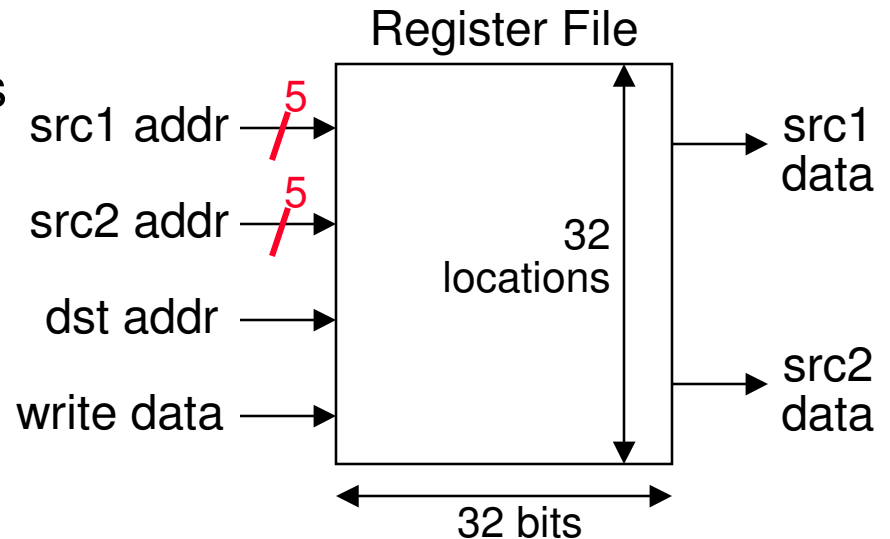 Register File
s
src1 addr
5
src2 addr
5
dst addr
write data
32
locations
32 bits
src1
data
src2
data